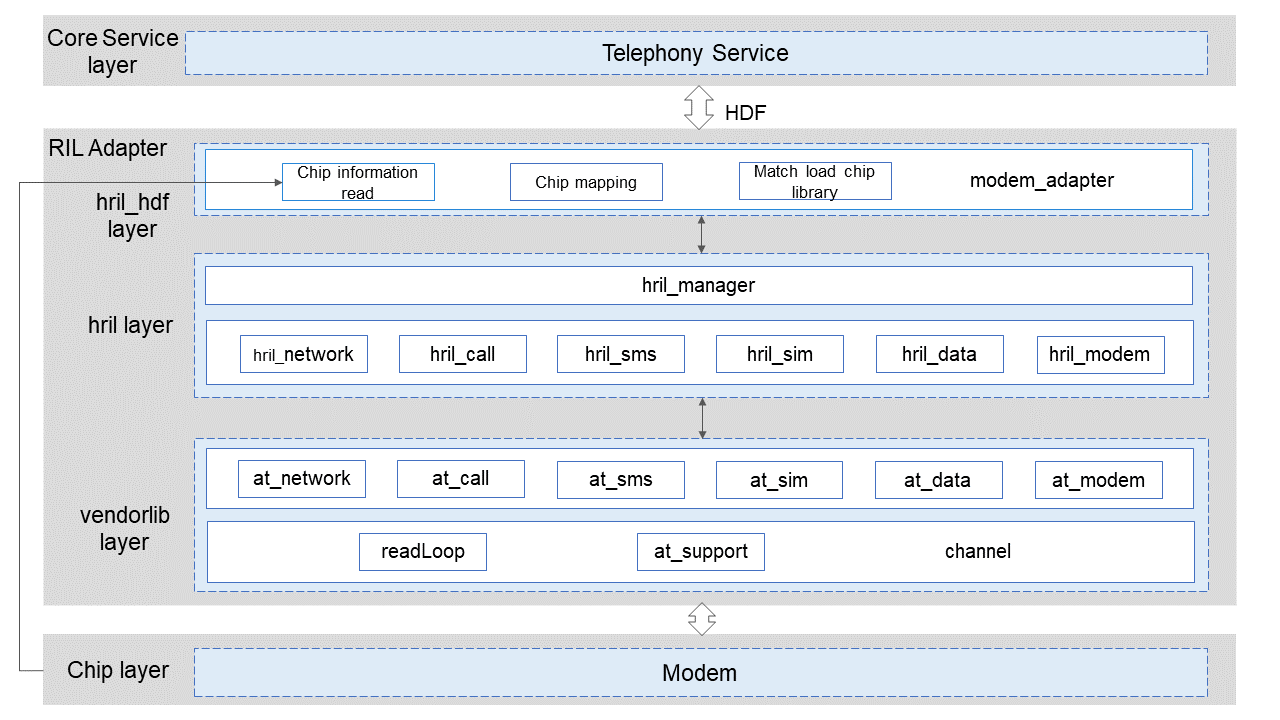 Core Service
layer
Telephony Service
HDF
RIL Adapter
Chip information
read
Chip mapping
Match load chip
library
modem_adapter
hril_hdf
layer
hril_manager
hril layer
hril_network
hril_call
hril_sms
hril_sim
hril_data
hril_modem
at_network
at_call
at_sms
at_sim
at_data
at_modem
vendorlib
layer
readLoop
at_support
channel
Chip layer
Modem